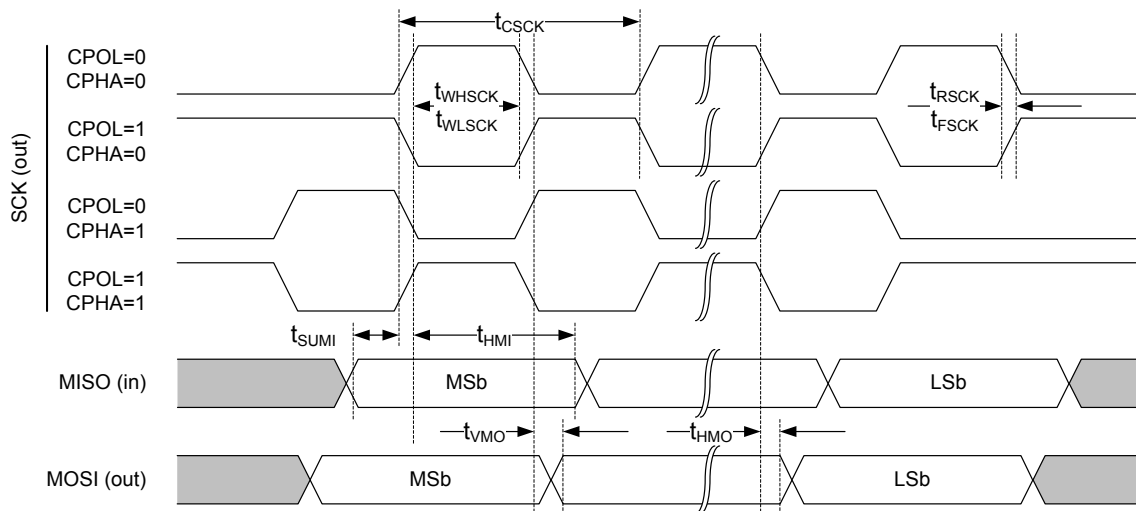 tCSCK
SCK (out)
CPOL=0
CPHA=0
tWHSCK
tWLSCK
tRSCK
tFSCK
CPOL=1
CPHA=0
CPOL=0
CPHA=1
CPOL=1
CPHA=1
tSUMI
tHMI
MISO (in)
MSb
LSb
tVMO
tHMO
MOSI (out)
MSb
LSb